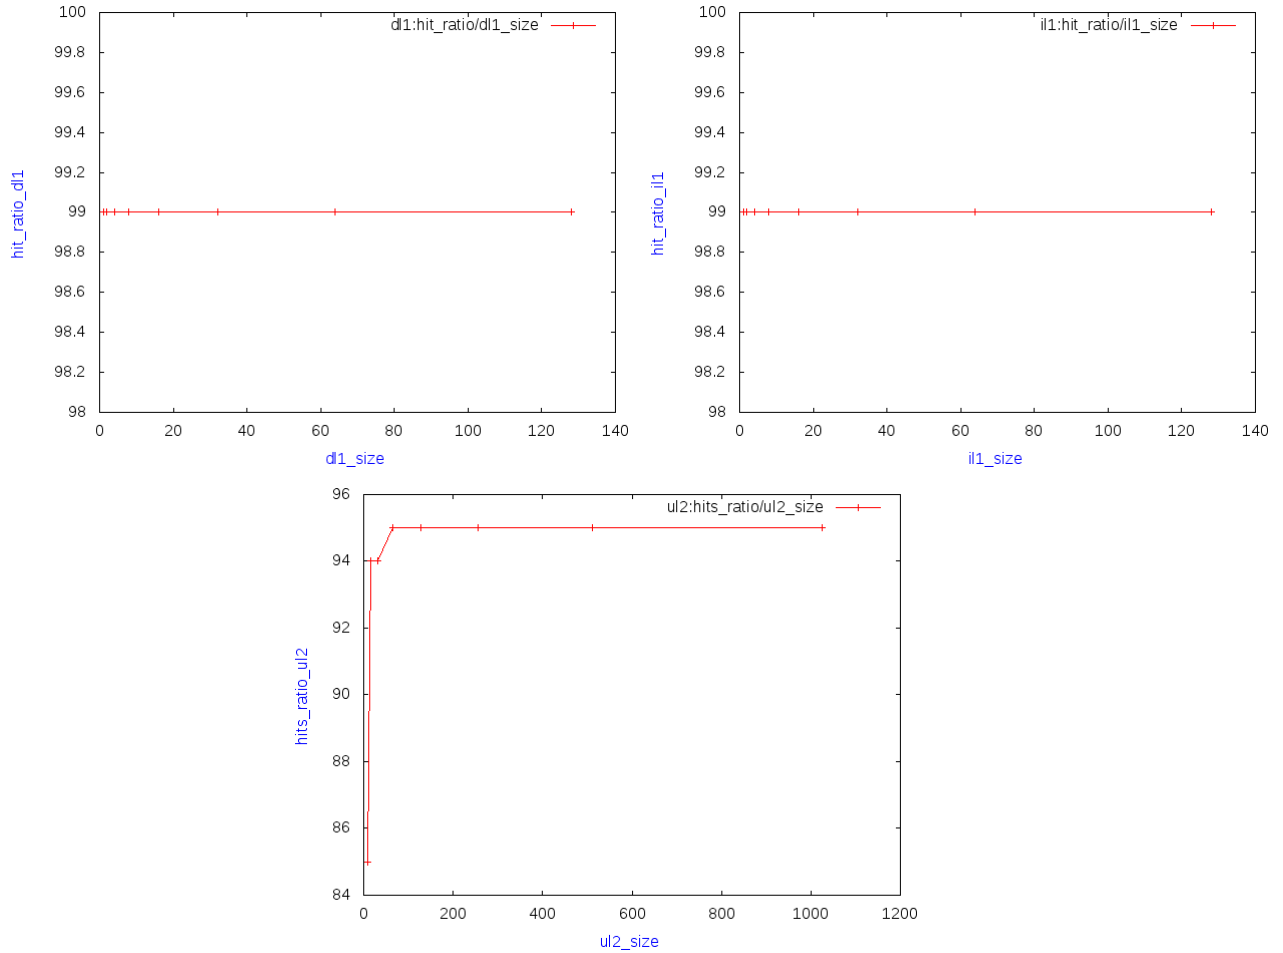 dl1:hit_ratio/dl1_size
100
99.8
99.6
99.4
99.2
99
98.8
98.6
98.4
98.2
98
hit_ratio_dl1
0 20 40 60 80 100 120 140
dl1_size
il1:hit_ratio/il1_size
100
99.8
99.6
99.4
99.2
99
98.8
98.6
98.4
98.2
98
hit_ratio_il1
0 20 40 60 80 100 120 140
il1_size
ul2:hits_ratio/ul2_size
96
94
92
90
88
86
84
hits_ratio_ul2
0 200 400 600 800 1000 1200
ul2_size